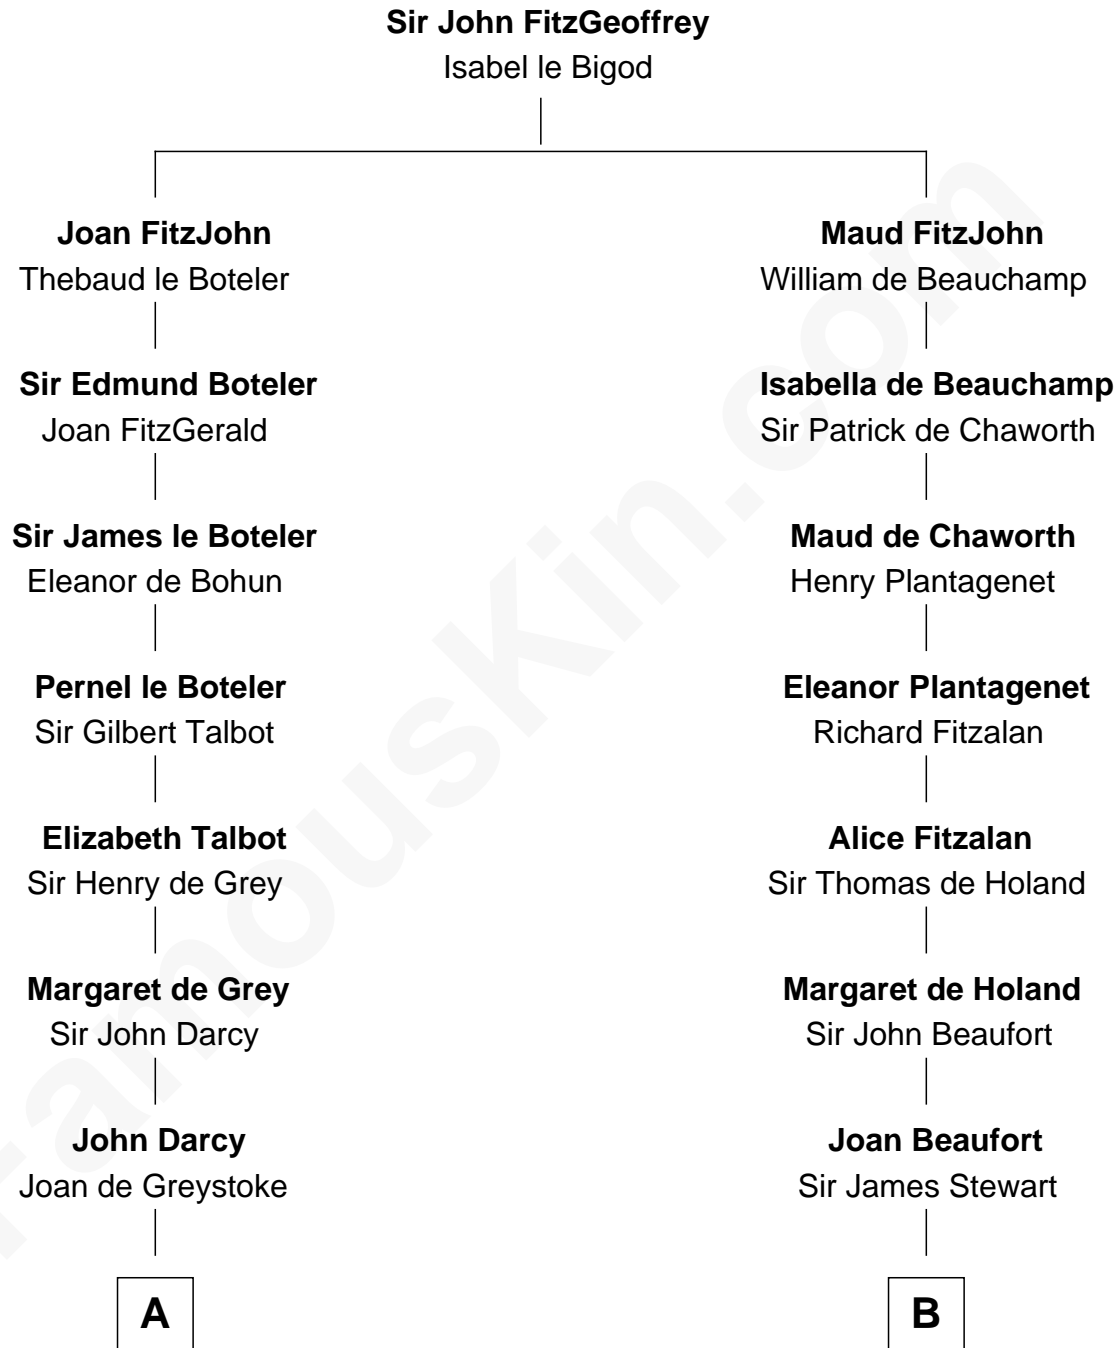 Sir John FitzGeoffrey
Isabel le Bigod
Joan FitzJohn
Thebaud le Boteler
Maud FitzJohn
William de Beauchamp
Sir Edmund Boteler
Joan FitzGerald
Isabella de Beauchamp
Sir Patrick de Chaworth
Sir James le Boteler
Eleanor de Bohun
Maud de Chaworth
Henry Plantagenet
Pernel le Boteler
Sir Gilbert Talbot
Eleanor Plantagenet
Richard Fitzalan
Elizabeth Talbot
Sir Henry de Grey
Alice Fitzalan
Sir Thomas de Holand
Margaret de Grey
Sir John Darcy
Margaret de Holand
Sir John Beaufort
John Darcy
Joan de Greystoke
Joan Beaufort
Sir James Stewart
A
B
FamousKin.com